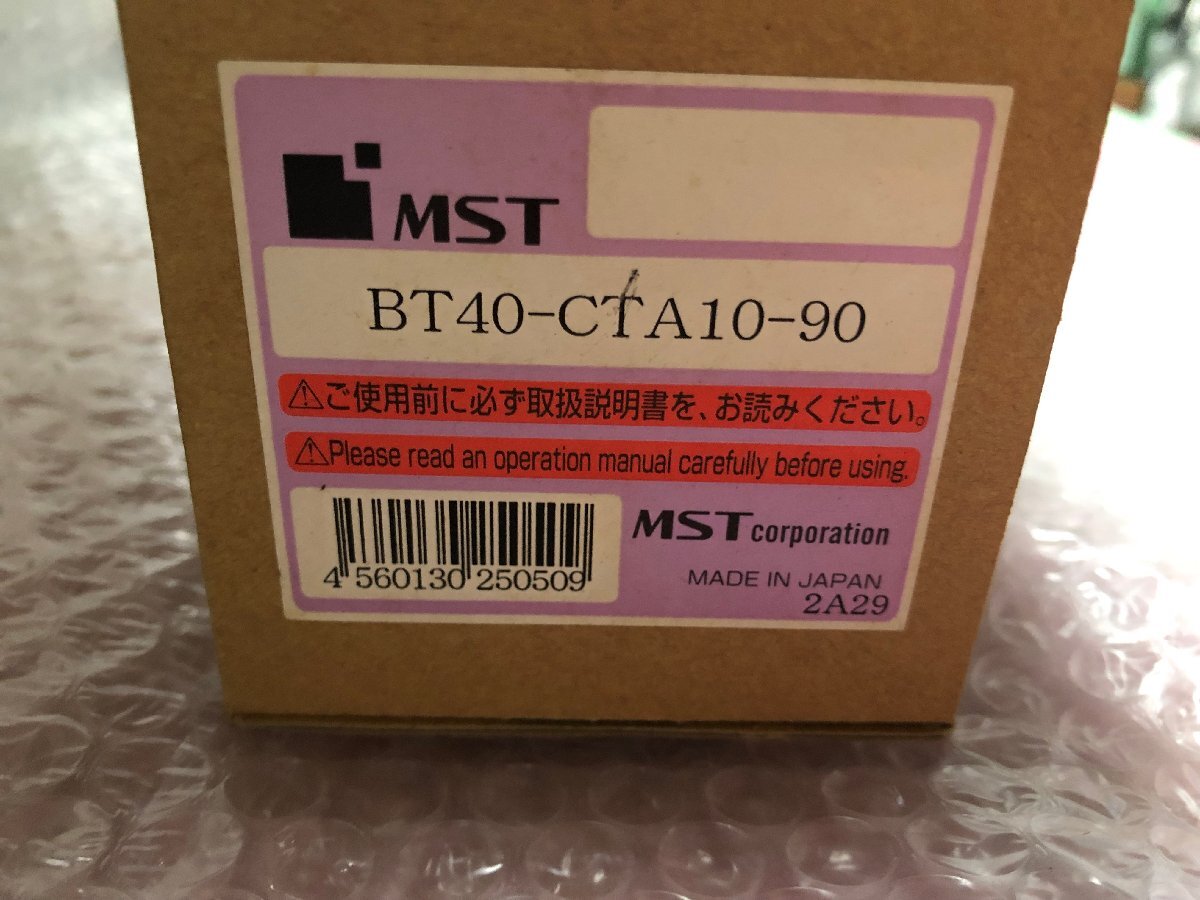 MST
BT40-CTA10-90
⚠ご使用前に必ず取扱説明書を、お読みください。
⚠Please read an operation manual carefully before using.
4 560130 250509
MST corporation
MADE IN JAPAN
2A29